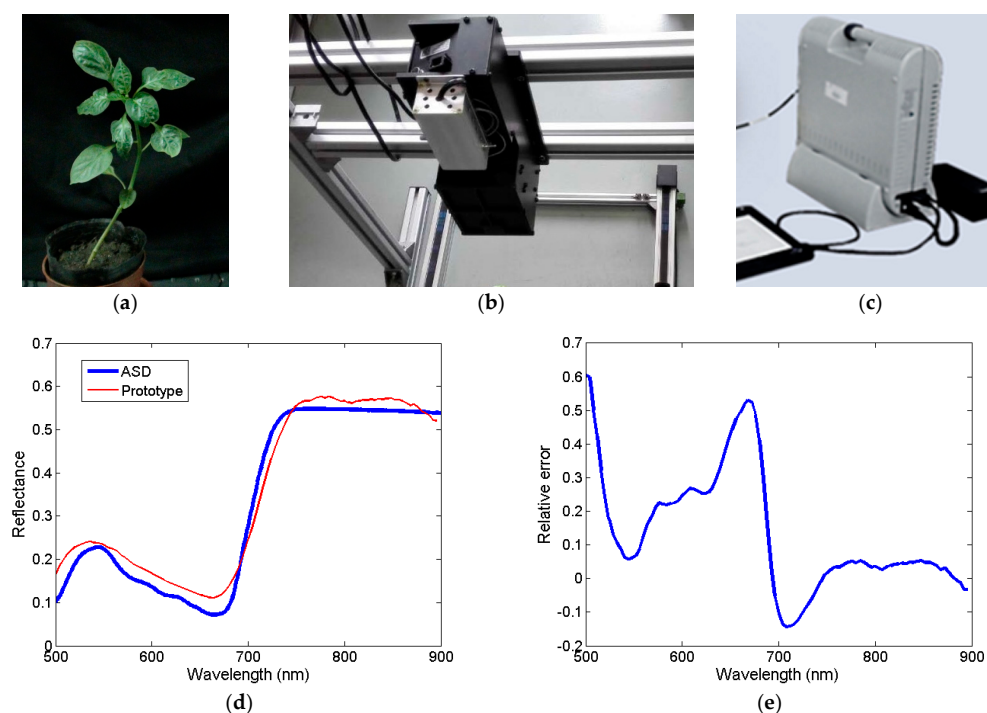 (a)
(b)
(c)
0.7
0.6
0.5
0.4
0.3
0.2
0.1
0
Reflectance
ASD
Prototype
500 600 700 800 900
Wavelength (nm)
(d)
0.7
0.6
0.5
0.4
0.3
0.2
0.1
0
-0.1
-0.2
Relative error
500 600 700 800 900
Wavelength (nm)
(e)